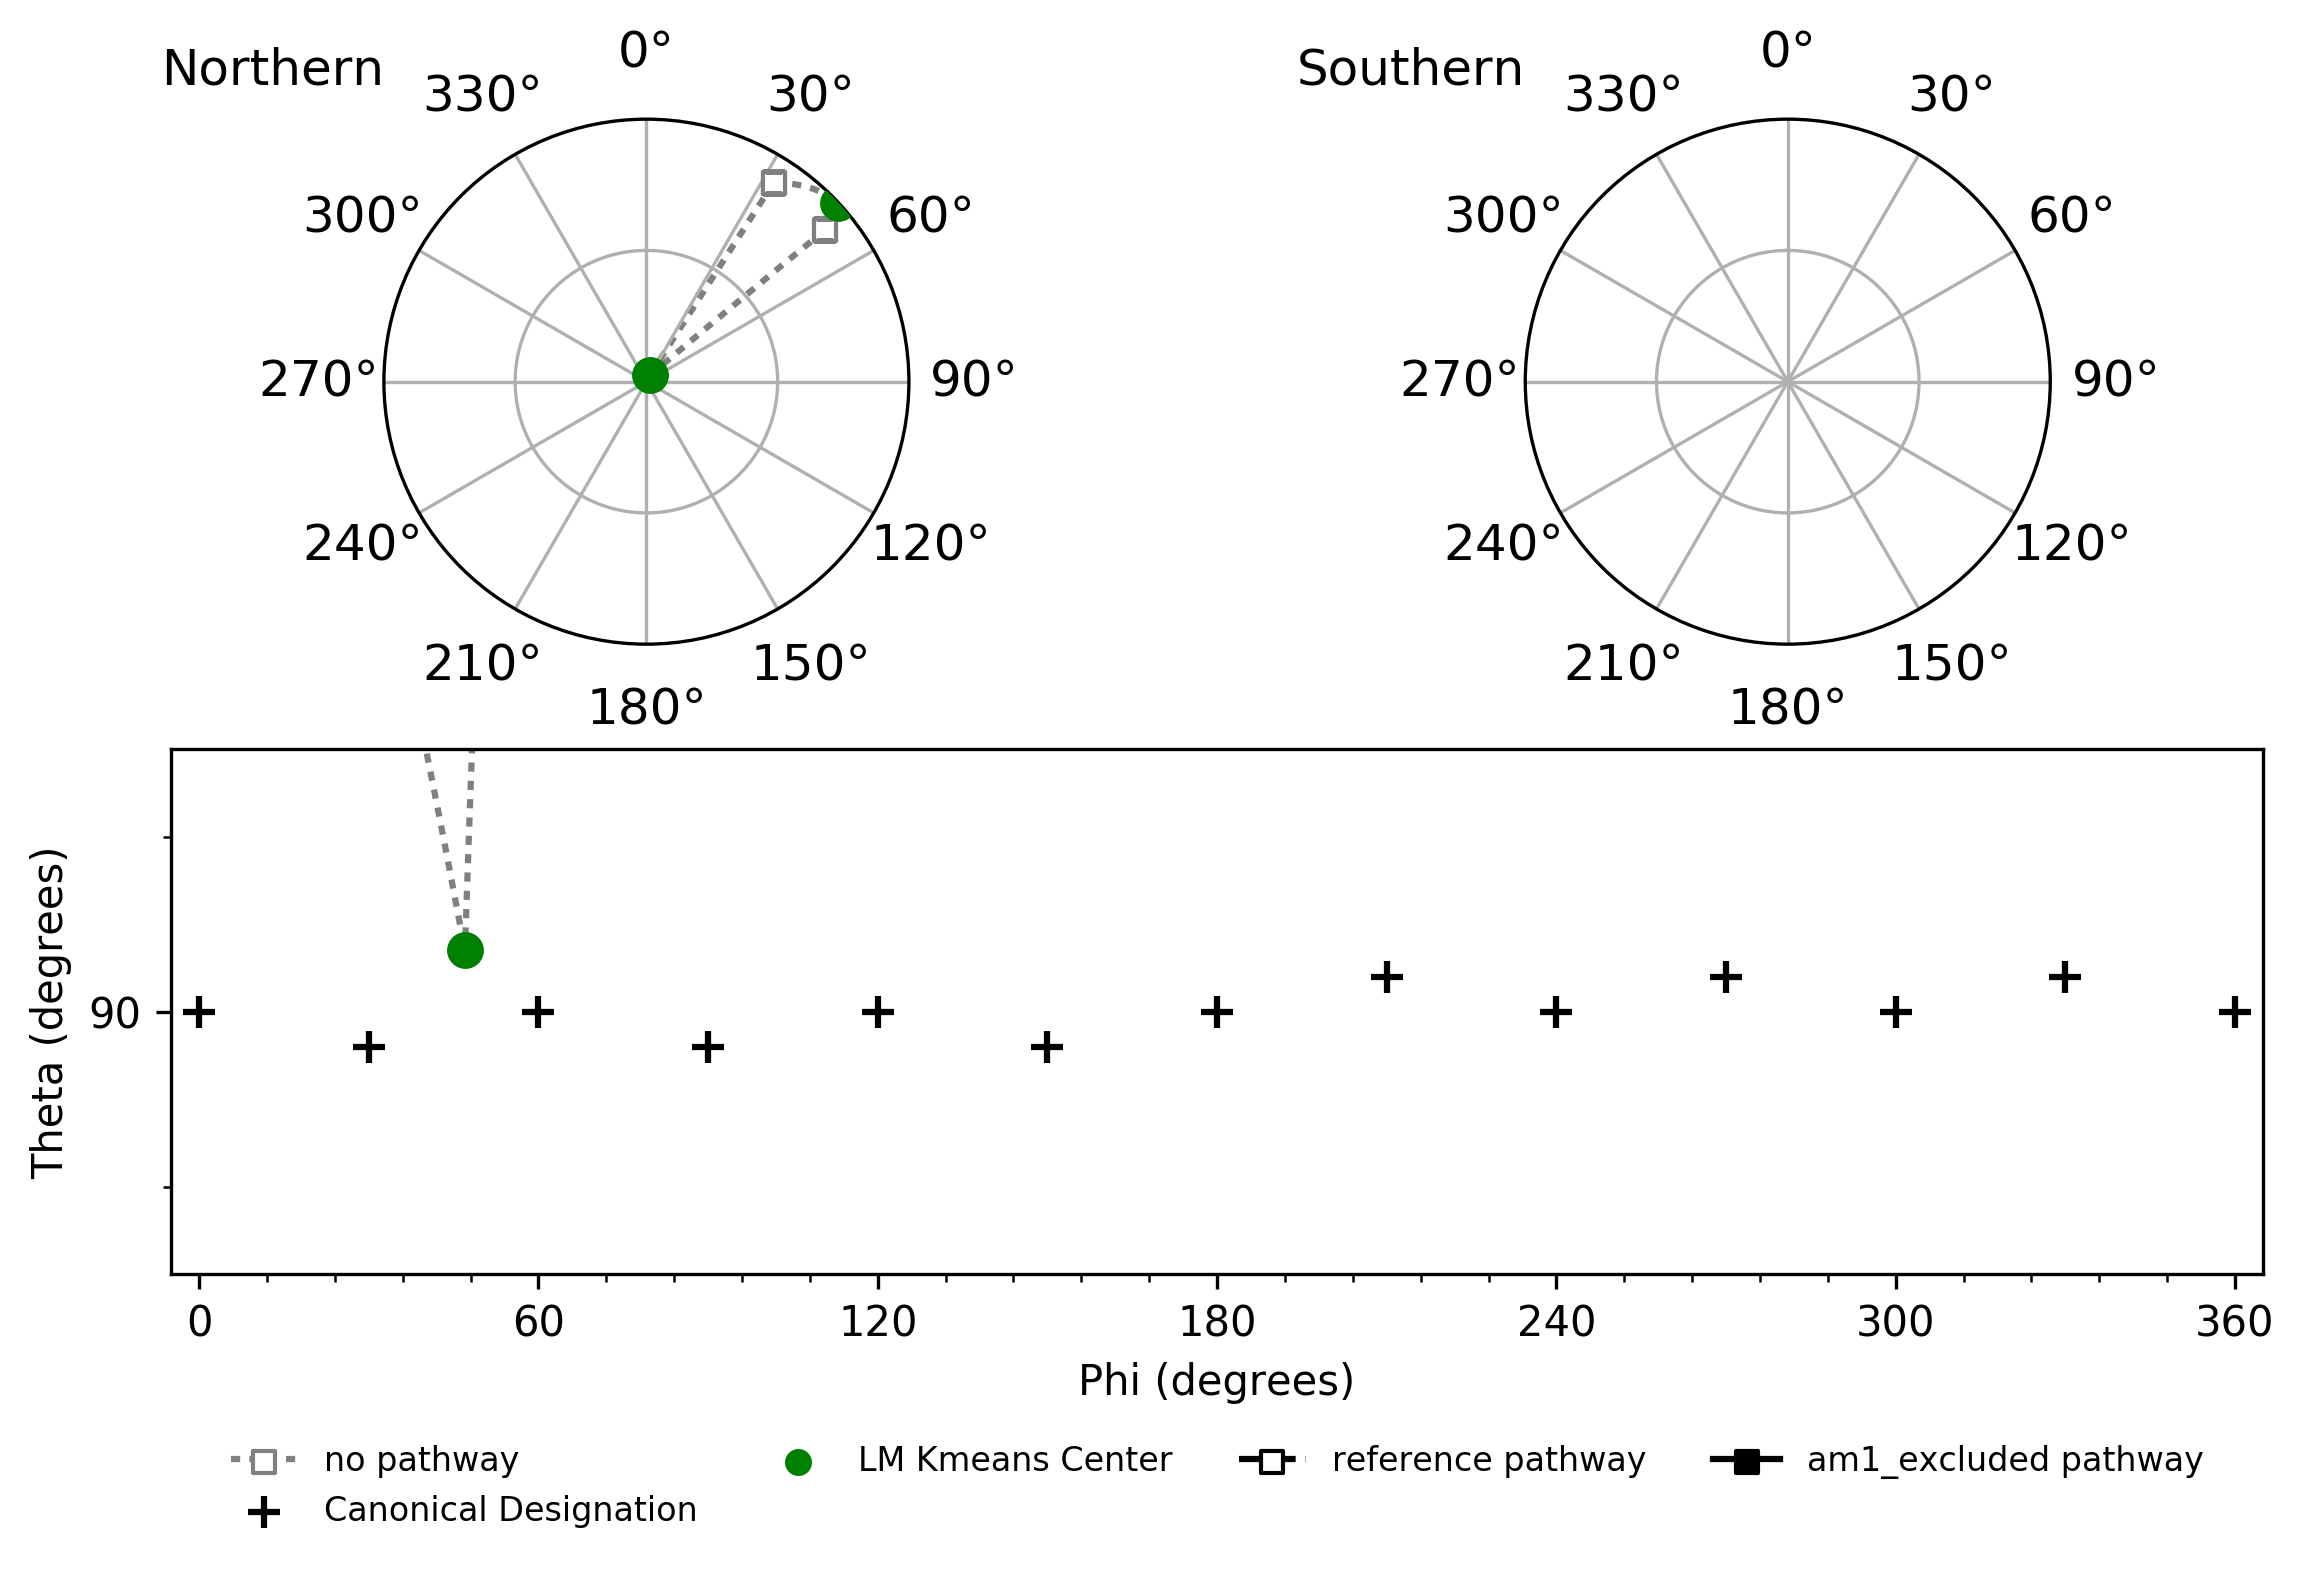 Northern
0°
30°
60°
90°
120°
150°
180°
210°
240°
270°
300°
330°
Southern
0°
30°
60°
90°
120°
150°
180°
210°
240°
270°
300°
330°
Theta (degrees)
90
0 60 120 180 240 300 360
Phi (degrees)
no pathway
Canonical Designation
LM Kmeans Center
reference pathway
am1_excluded pathway